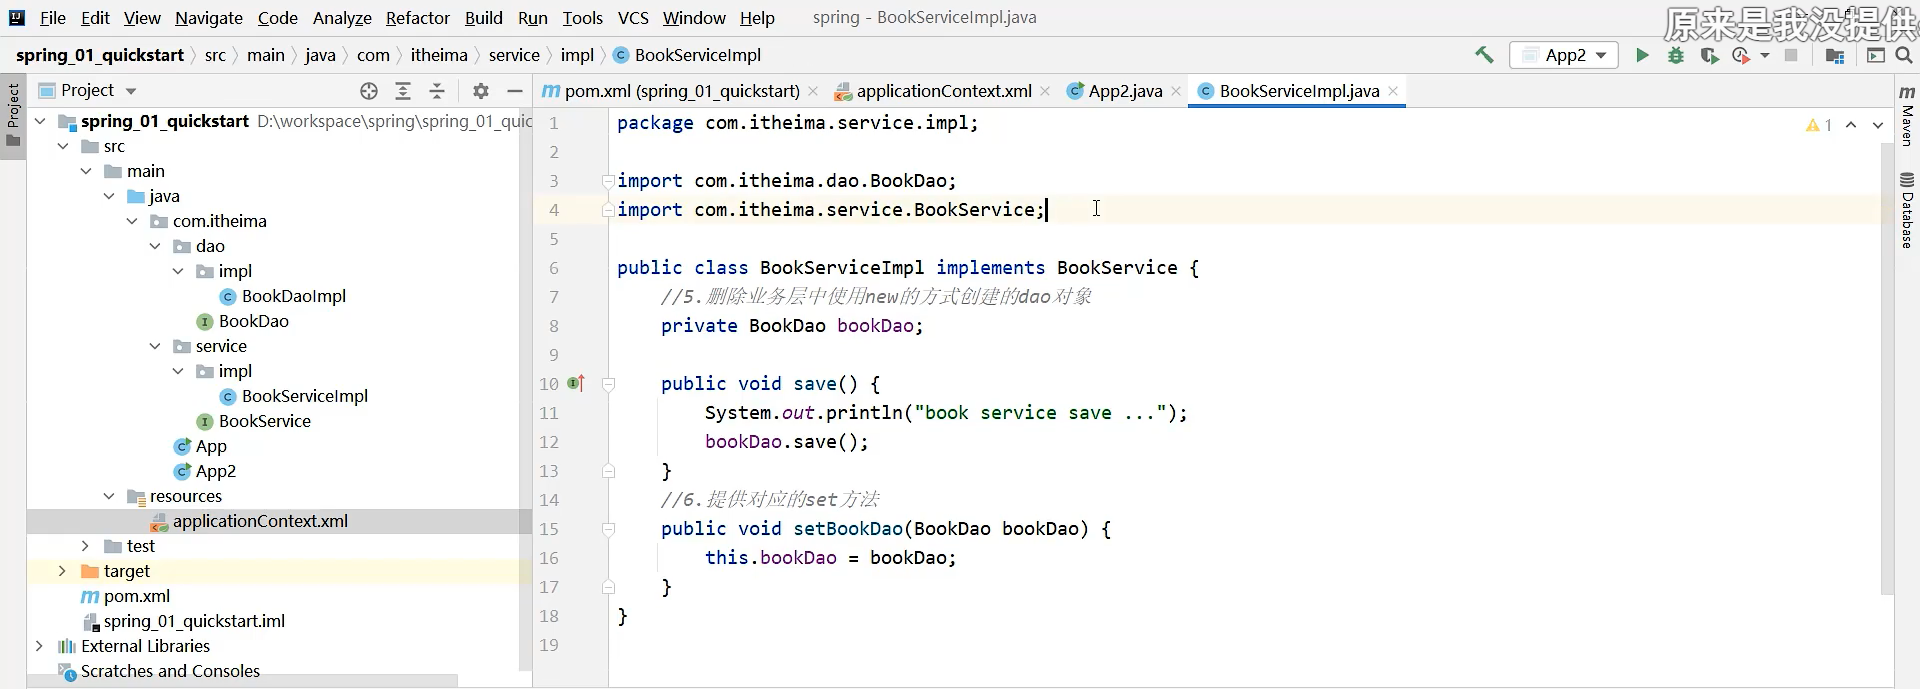 File Edit View Navigate Code Analyze Refactor Build Run Tools VCS Window Help spring - BookServiceImpl.java
原来是我没提供
spring_01_quickstart src main java com itheima service impl BookServiceImpl App2
Project
Project
pom.xml (spring_01_quickstart) applicationContext.xml App2.java BookServiceImpl.java
spring_01_quickstart D:\workspace\spring\spring_01_quic
src
main
java
com.itheima
dao
impl
BookDaoImpl
BookDao
service
impl
BookServiceImpl
BookService
App
App2
resources
applicationContext.xml
test
target
pom.xml
spring_01_quickstart.iml
External Libraries
Scratches and Consoles
1 package com.itheima.service.impl;
2
3 import com.itheima.dao.BookDao;
4 import com.itheima.service.BookService;
5
6 public class BookServiceImpl implements BookService {
7 //5.删除业务层中使用new的方式创建的dao对象
8 private BookDao bookDao;
9
10 public void save() {
11 System.out.println("book service save ...");
12 bookDao.save();
13 }
14 //6.提供对应的set方法
15 public void setBookDao(BookDao bookDao) {
16 this.bookDao = bookDao;
17 }
18 }
19
1
Maven
Database